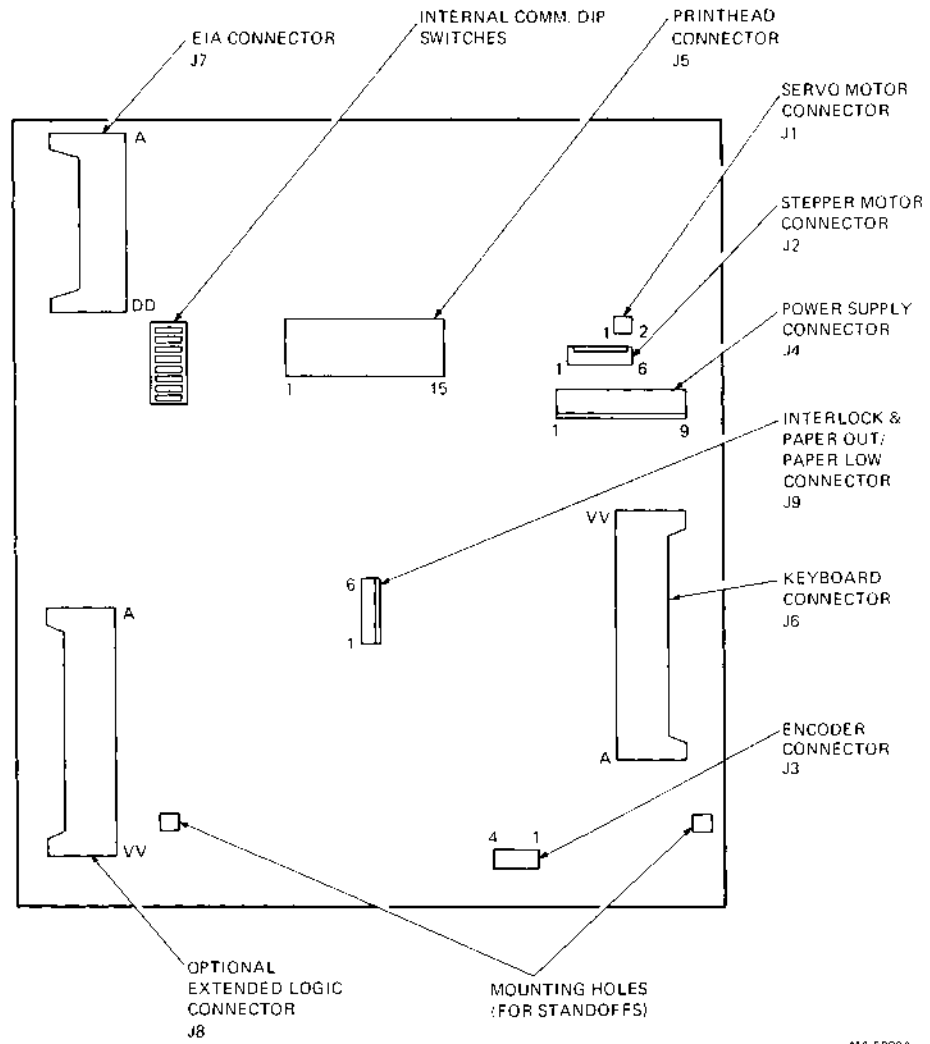 EIA CONNECTOR
J7
INTERNAL COMM. DIP
SWITCHES
PRINTHEAD
CONNECTOR
J5
SERVO MOTOR
CONNECTOR
J1
STEPPER MOTOR
CONNECTOR
J2
POWER SUPPLY
CONNECTOR
J4
INTERLOCK &
PAPER OUT/
PAPER LOW
CONNECTOR
J9
KEYBOARD
CONNECTOR
J6
ENCODER
CONNECTOR
J3
A
DD
1 15
1 2
1 6
1 9
VV
A
6
1
A
VV
4 1
OPTIONAL
EXTENDED LOGIC
CONNECTOR
J8
MOUNTING HOLES
(FOR STANDOFFS)